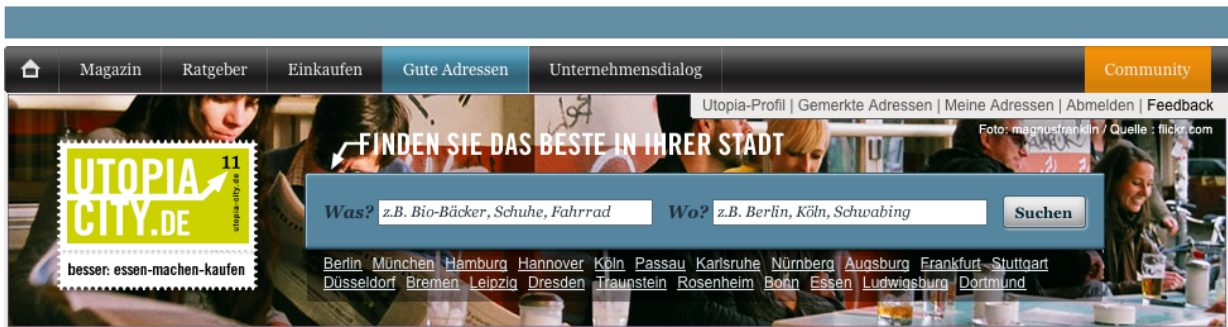 Magazin Ratgeber Einkaufen Gute Adressen Unternehmensdialog Community
Utopia-Profil | Gemerkte Adressen | Meine Adressen | Abmelden | Feedback
Foto: magnusfranklin / Quelle : flickr.com
FINDEN SIE DAS BESTE IN IHRER STADT
UTOPIA 11
CITY.DE
utopia-city.de
besser: essen-machen-kaufen
Was? z.B. Bio-Bäcker, Schuhe, Fahrrad Wo? z.B. Berlin, Köln, Schwabing Suchen
Berlin München Hamburg Hannover Köln Passau Karlsruhe Nürnberg Augsburg Frankfurt Stuttgart
Düsseldorf Bremen Leipzig Dresden Traunstein Rosenheim Bonn Essen Ludwigsburg Dortmund